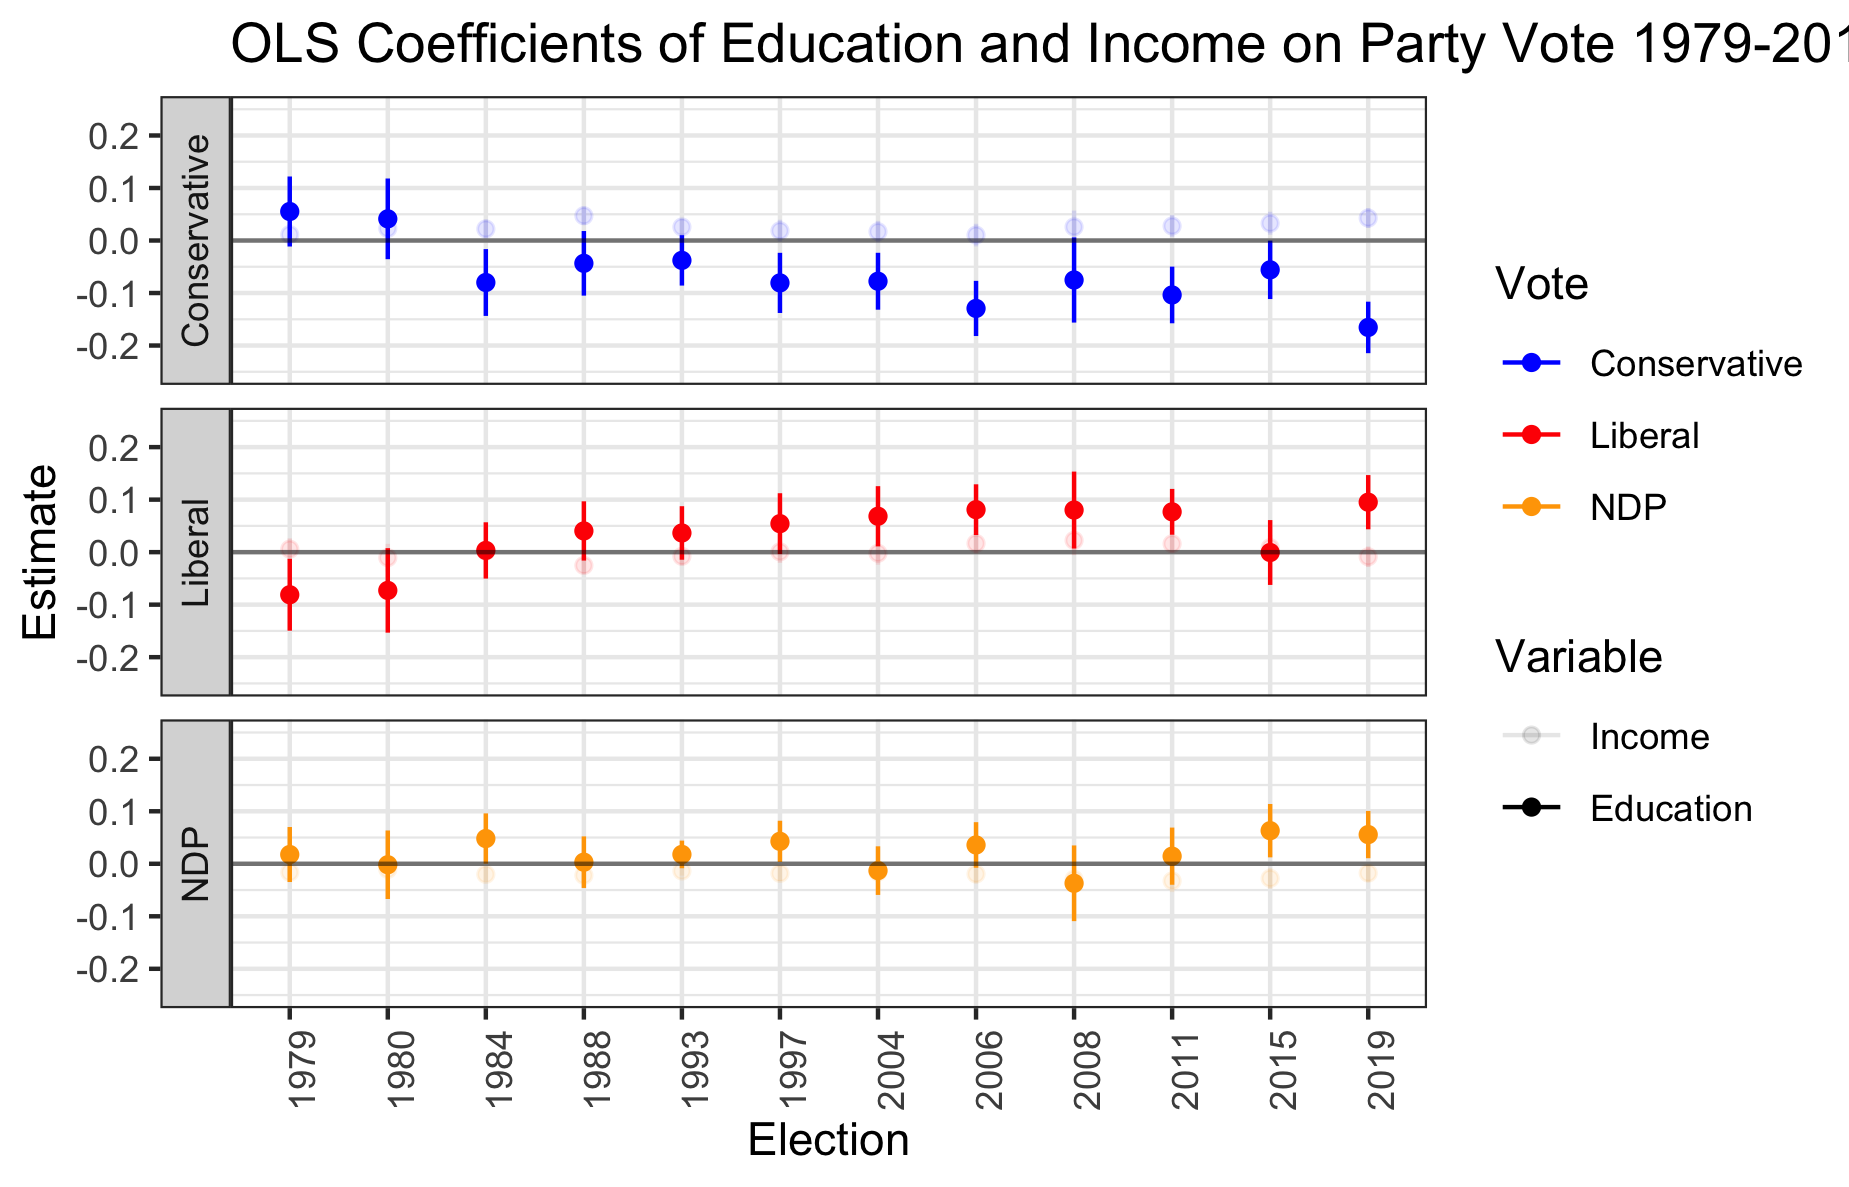 OLS Coefficients of Education and Income on Party Vote 1979-201
Conservative
0.2
0.1
0.0
-0.1
-0.2
Liberal
0.2
0.1
0.0
-0.1
-0.2
NDP
0.2
0.1
0.0
-0.1
-0.2
Estimate
1979
1980
1984
1988
1993
1997
2004
2006
2008
2011
2015
2019
Election
Vote
Conservative
Liberal
NDP
Variable
Income
Education